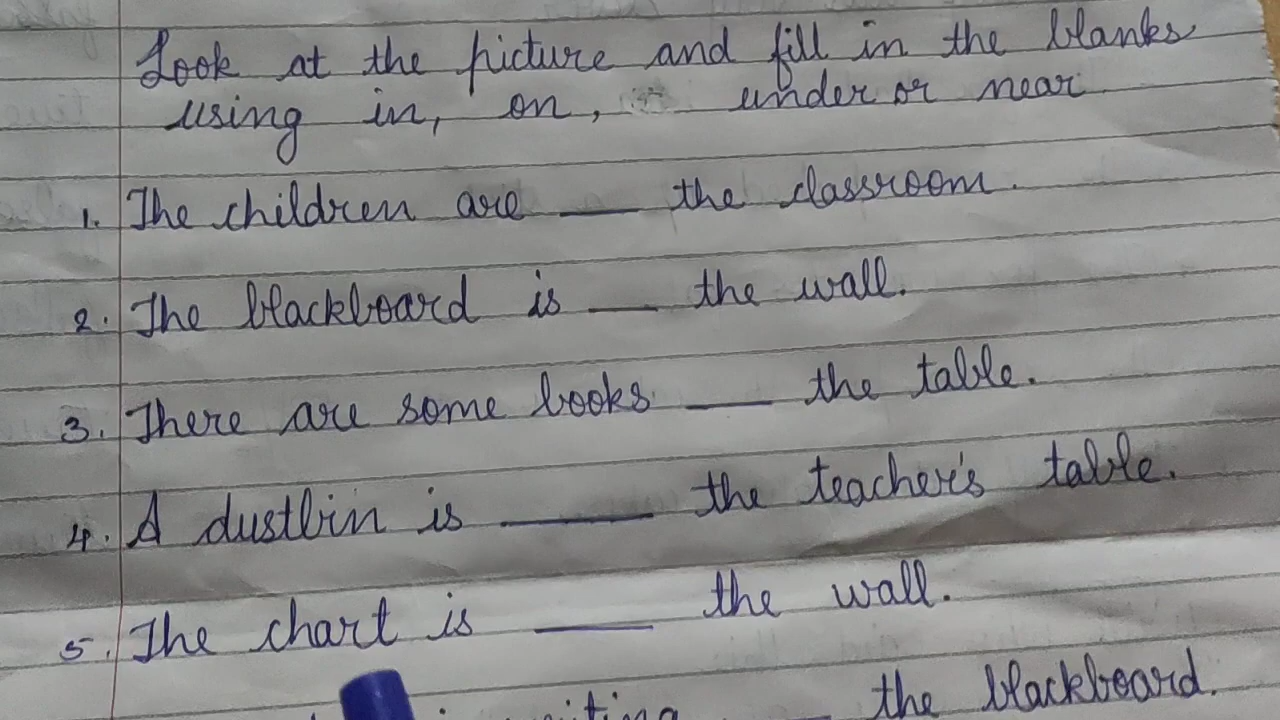 Look at the picture and fill in the blanks
using in, on, under or near
1. The children are ___ the classroom.
2. The blackboard is ___ the wall.
3. There are some books ___ the table.
4. A dustbin is ___ the teacher's table.
5. The chart is ___ the wall.
___ the blackboard.